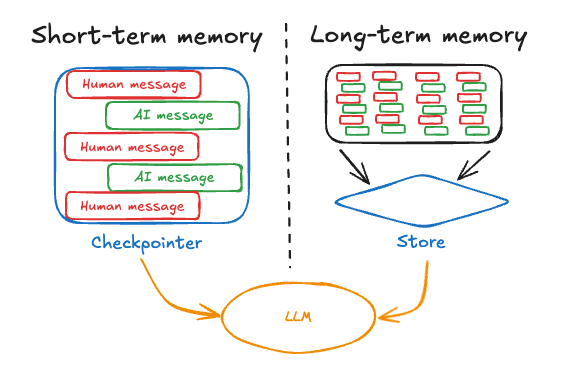 Short-term memory
Long-term memory
Human message
AI message
Human message
AI message
Human message
Checkpointer
Store
LLM